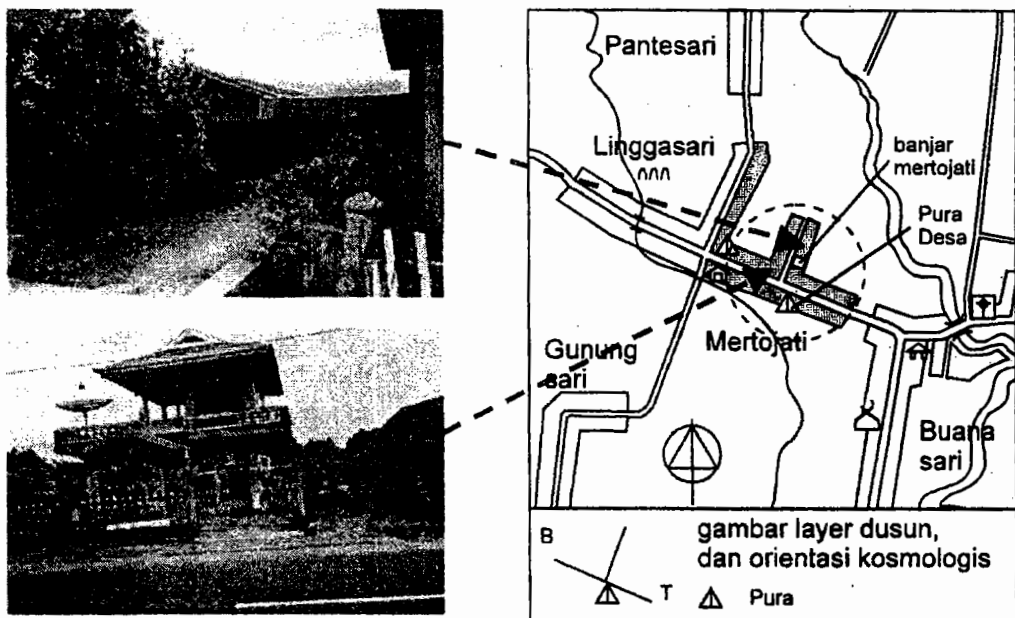 Pantesari
Linggasari
banjar
mertojati
Pura
Desa
Mertojati
Gunung
sari
Buana
sari
B
T
gambar layer dusun,
dan orientasi kosmologis
Pura